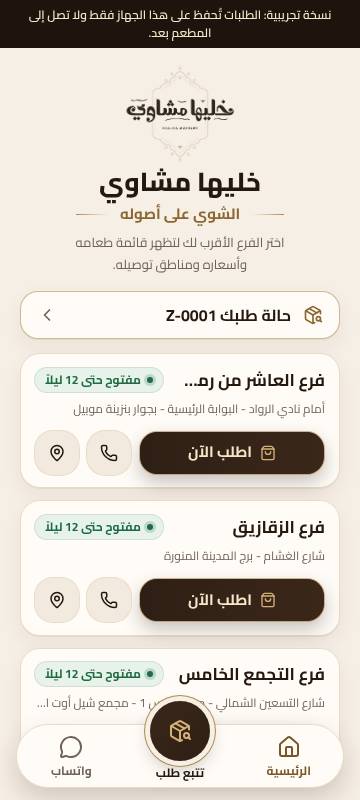 نسخة تجريبية: الطلبات تُحفظ على هذا الجهاز فقط ولا تصل إلى
المطعم بعد.
خليها مشاوي
خليها مشاوي
الشوي على أصوله
اختر الفرع الأقرب لك لتظهر قائمة طعامه
وأسعاره ومناطق توصيله.
حالة طلبك Z-0001
فرع العاشر من رمـ...
مفتوح حتى 12 ليلاً
أمام نادي الرواد - البوابة الرئيسية - بجوار بنزينة موبيل
اطلب الآن
فرع الزقازيق
مفتوح حتى 12 ليلاً
شارع الغشام - برج المدينة المنورة
اطلب الآن
فرع التجمع الخامس
مفتوح حتى 12 ليلاً
شارع التسعين الشمالي - 1 - مجمع شيل أوت ا...
الرئيسية
تتبع طلب
واتساب